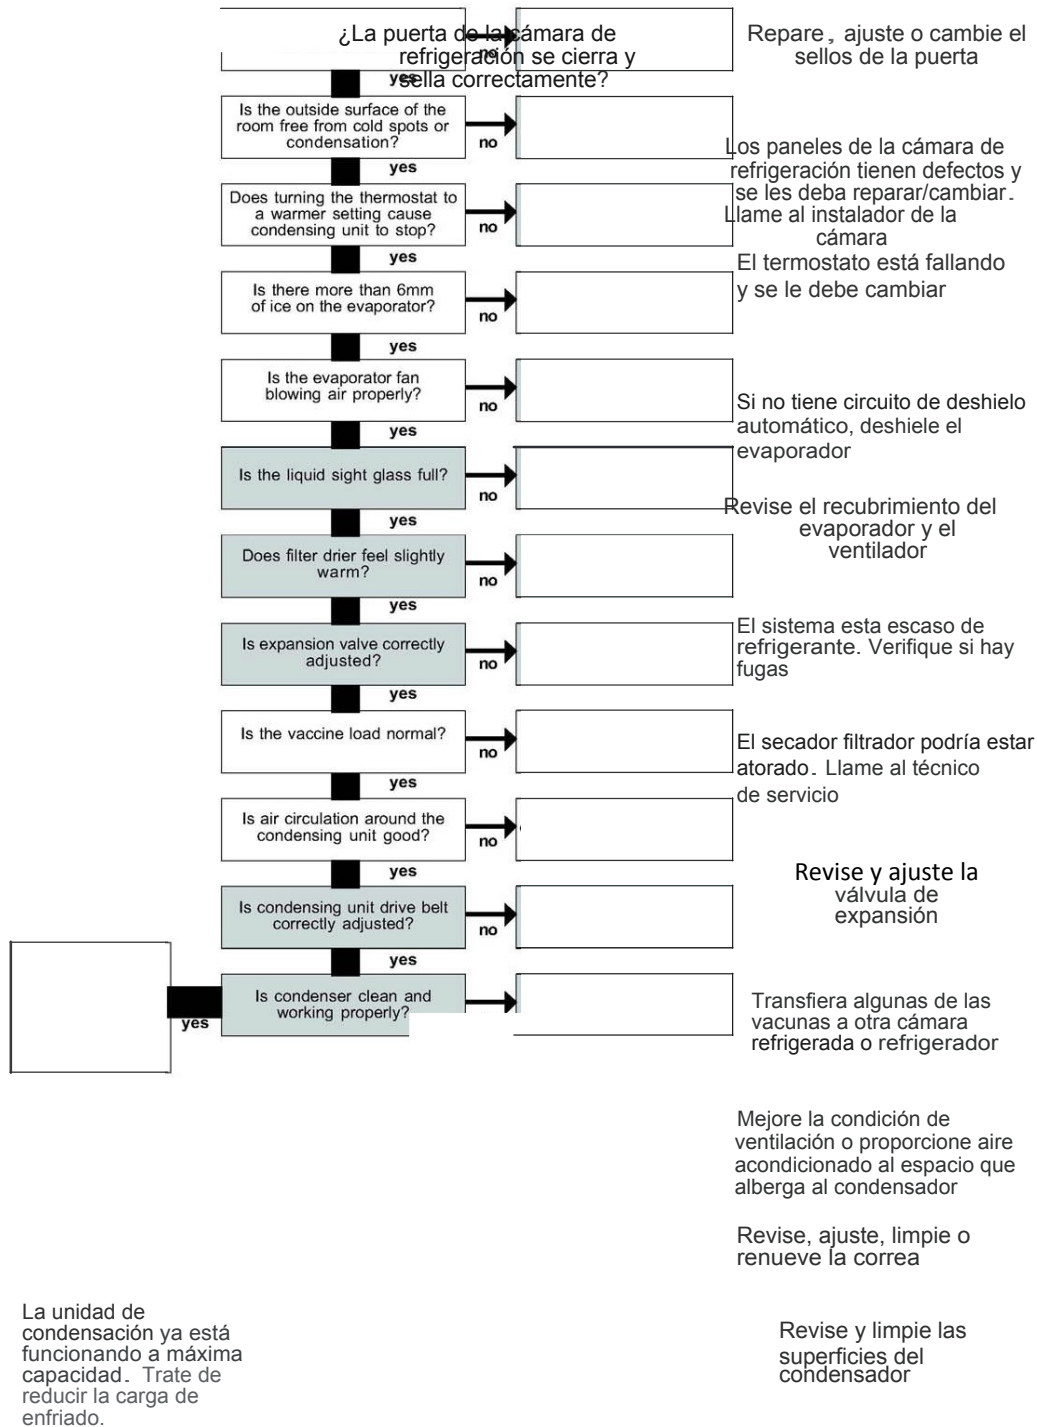 ¿La puerta de la cámara de
refrigeración se cierra y
sella correctamente?
no
Repare, ajuste o cambie el
sellos de la puerta
yes
Is the outside surface of the
room free from cold spots or
condensation?
no
Los paneles de la cámara de
refrigeración tienen defectos y
se les deba reparar/cambiar.
Llame al instalador de la
cámara
yes
Does turning the thermostat to
a warmer setting cause
condensing unit to stop?
no
El termostato está fallando
y se le debe cambiar
yes
Is there more than 6mm
of ice on the evaporator?
no
Si no tiene circuito de deshielo
automático, deshiele el
evaporador
yes
Is the evaporator fan
blowing air properly?
no
Revise el recubrimiento del
evaporador y el
ventilador
yes
Is the liquid sight glass full?
no
El sistema esta escaso de
refrigerante. Verifique si hay
fugas
yes
Does filter drier feel slightly
warm?
no
El secador filtrador podría estar
atorado. Llame al técnico
de servicio
yes
Is expansion valve correctly
adjusted?
no
Revise y ajuste la
válvula de
expansión
yes
Is the vaccine load normal?
no
Transfiera algunas de las
vacunas a otra cámara
refrigerada o refrigerador
yes
Is air circulation around the
condensing unit good?
no
Mejore la condición de
ventilación o proporcione aire
acondicionado al espacio que
alberga al condensador
yes
Is condensing unit drive belt
correctly adjusted?
no
Revise, ajuste, limpie o
renueve la correa
yes
Is condenser clean and
working properly?
yes
Revise y limpie las
superficies del
condensador
La unidad de
condensación ya está
funcionando a máxima
capacidad. Trate de
reducir la carga de
enfriado.